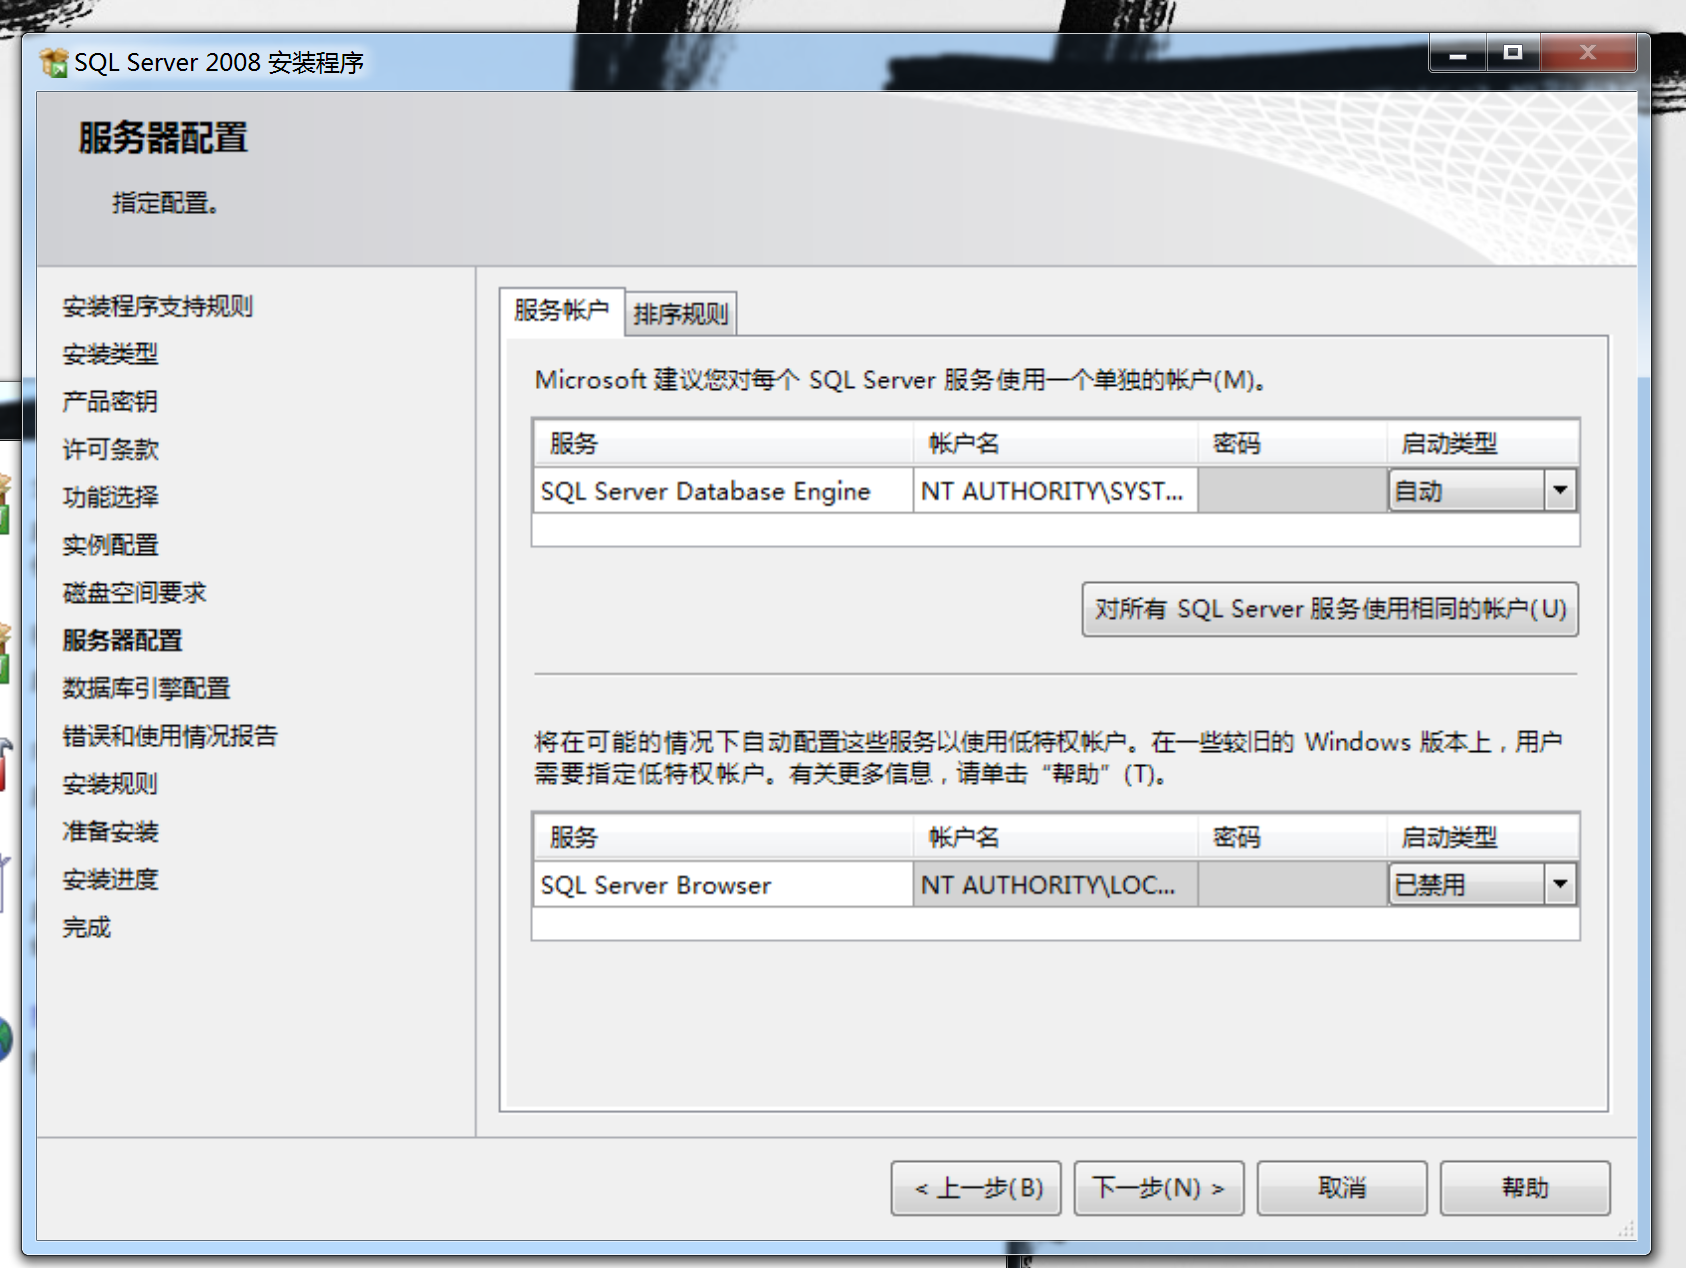 SQL Server 2008 安装程序
服务器配置
指定配置。
安装程序支持规则
安装类型
产品密钥
许可条款
功能选择
实例配置
磁盘空间要求
服务器配置
数据库引擎配置
错误和使用情况报告
安装规则
准备安装
安装进度
完成
服务帐户 排序规则
Microsoft 建议您对每个 SQL Server 服务使用一个单独的帐户(M)。
服务 帐户名 密码 启动类型
SQL Server Database Engine NT AUTHORITY\SYST... 自动
对所有 SQL Server 服务使用相同的帐户(U)
将在可能的情况下自动配置这些服务以使用低特权帐户。在一些较旧的 Windows 版本上，用户
需要指定低特权帐户。有关更多信息，请单击“帮助”(T)。
服务 帐户名 密码 启动类型
SQL Server Browser NT AUTHORITY\LOC... 已禁用
< 上一步(B) 下一步(N) > 取消 帮助